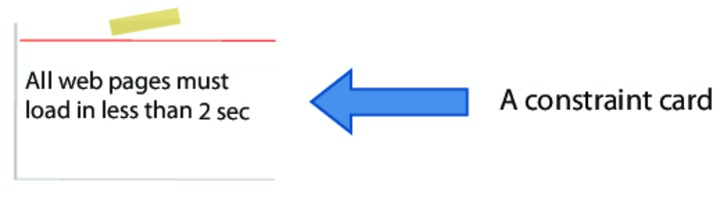 All web pages must
load in less than 2 sec
A constraint card